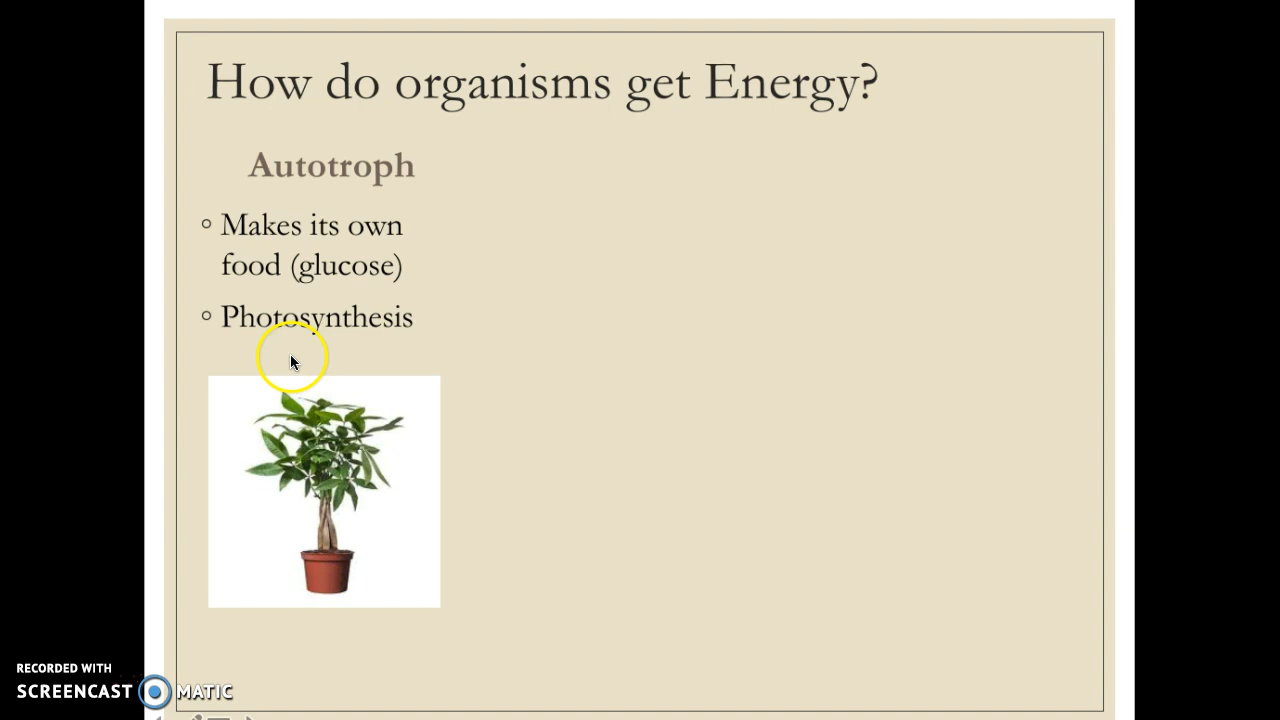 How do organisms get Energy?
Autotroph
◦ Makes its own
food (glucose)
◦ Photosynthesis
RECORDED WITH
SCREENCAST MATIC